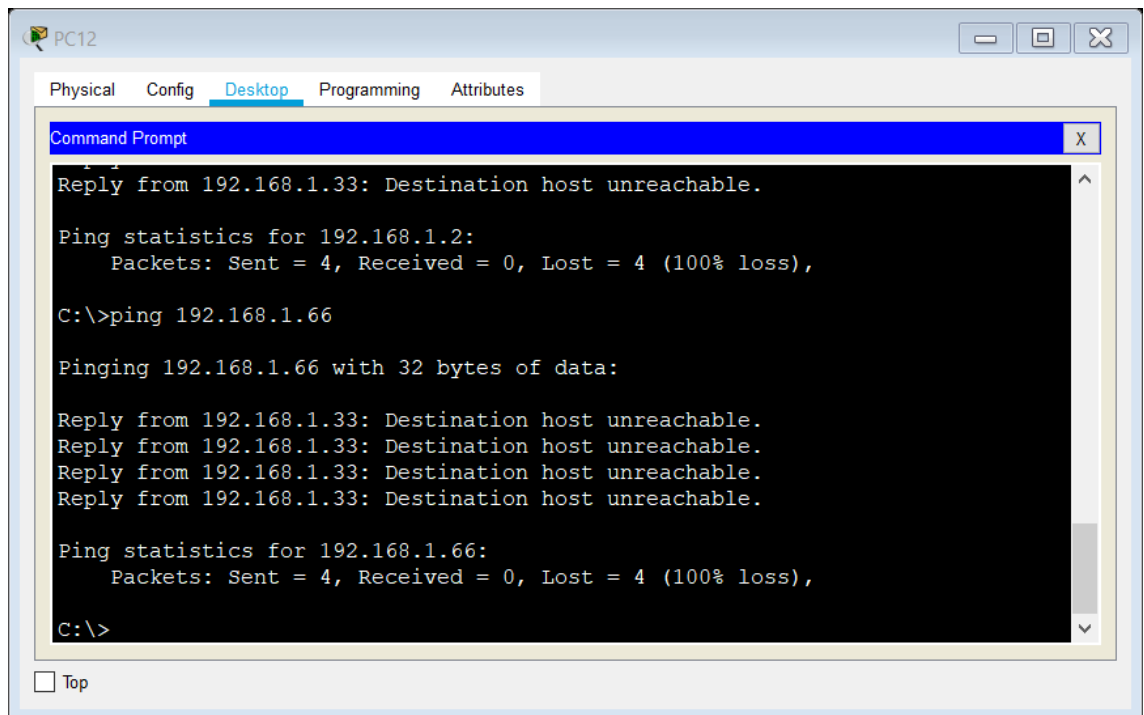 PC12
Physical Config Desktop Programming Attributes
Command Prompt
X
Reply from 192.168.1.33: Destination host unreachable.
Ping statistics for 192.168.1.2:
Packets: Sent = 4, Received = 0, Lost = 4 (100% loss),
C:\>ping 192.168.1.66
Pinging 192.168.1.66 with 32 bytes of data:
Reply from 192.168.1.33: Destination host unreachable.
Reply from 192.168.1.33: Destination host unreachable.
Reply from 192.168.1.33: Destination host unreachable.
Reply from 192.168.1.33: Destination host unreachable.
Ping statistics for 192.168.1.66:
Packets: Sent = 4, Received = 0, Lost = 4 (100% loss),
C:\>
Top